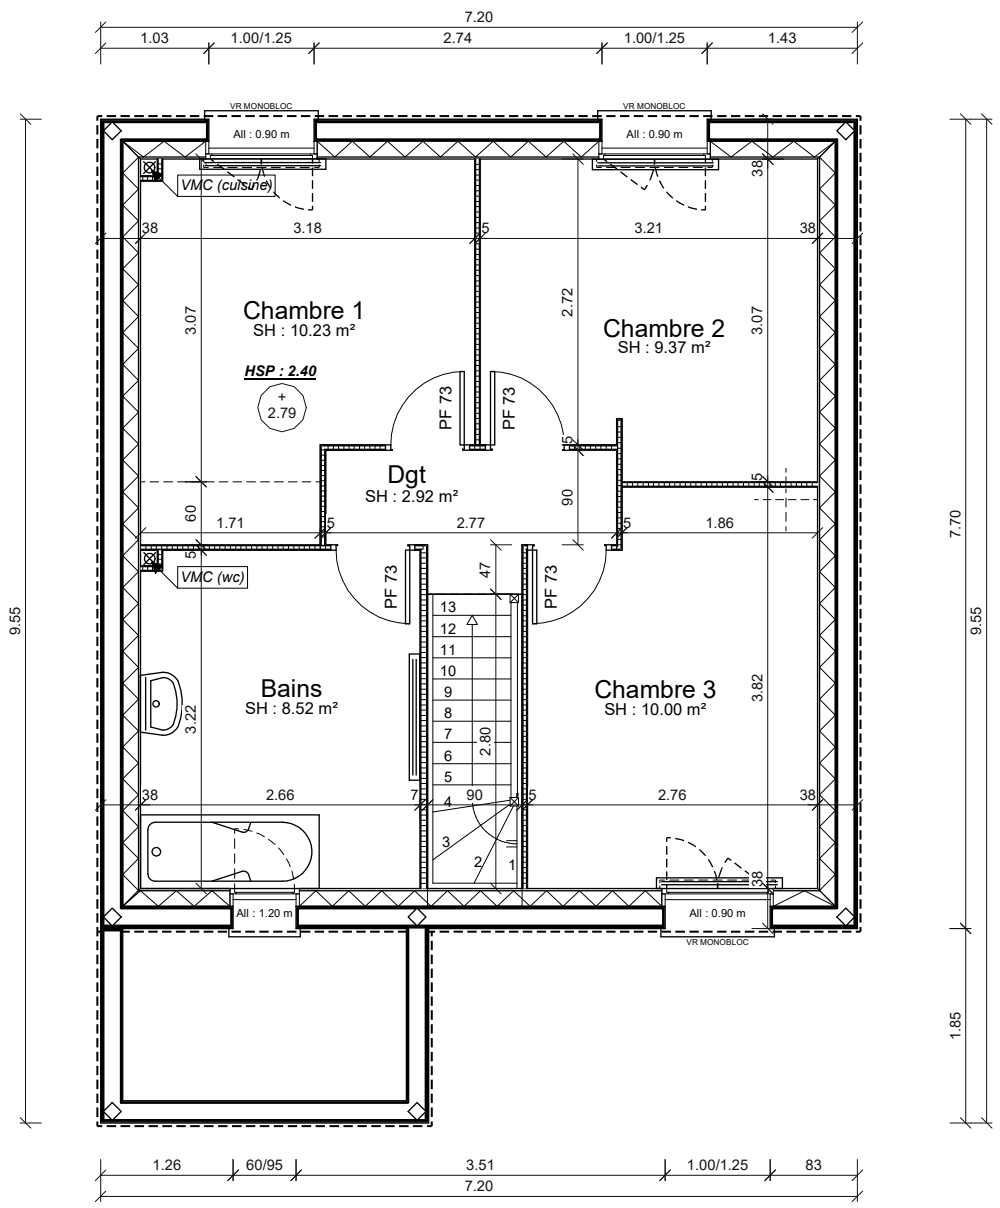 7.20
1.03 1.00/1.25 2.74 1.00/1.25 1.43
VR MONOBLOC VR MONOBLOC
All : 0.90 m All : 0.90 m
38
VMC (cuisine)
38 3.18 5 3.21 38
3.07 2.72 3.07
Chambre 1
SH : 10.23 m²
Chambre 2
SH : 9.37 m²
HSP : 2.40
+
2.79
PF 73 PF 73
5
Dgt
SH : 2.92 m²
5
60 90
1.71 5 2.77 5 1.86
7.70
5
VMC (wc)
47
PF 73 PF 73
9.55 9.55
13
12
11
10
9
8
7
6
5
4
3
2
1
Bains
SH : 8.52 m²
Chambre 3
SH : 10.00 m²
3.22 2.80 3.82
38 2.66 7 90 5 2.76 38
38
All : 1.20 m All : 0.90 m
VR MONOBLOC
1.85
1.26 60/95 3.51 1.00/1.25 83
7.20